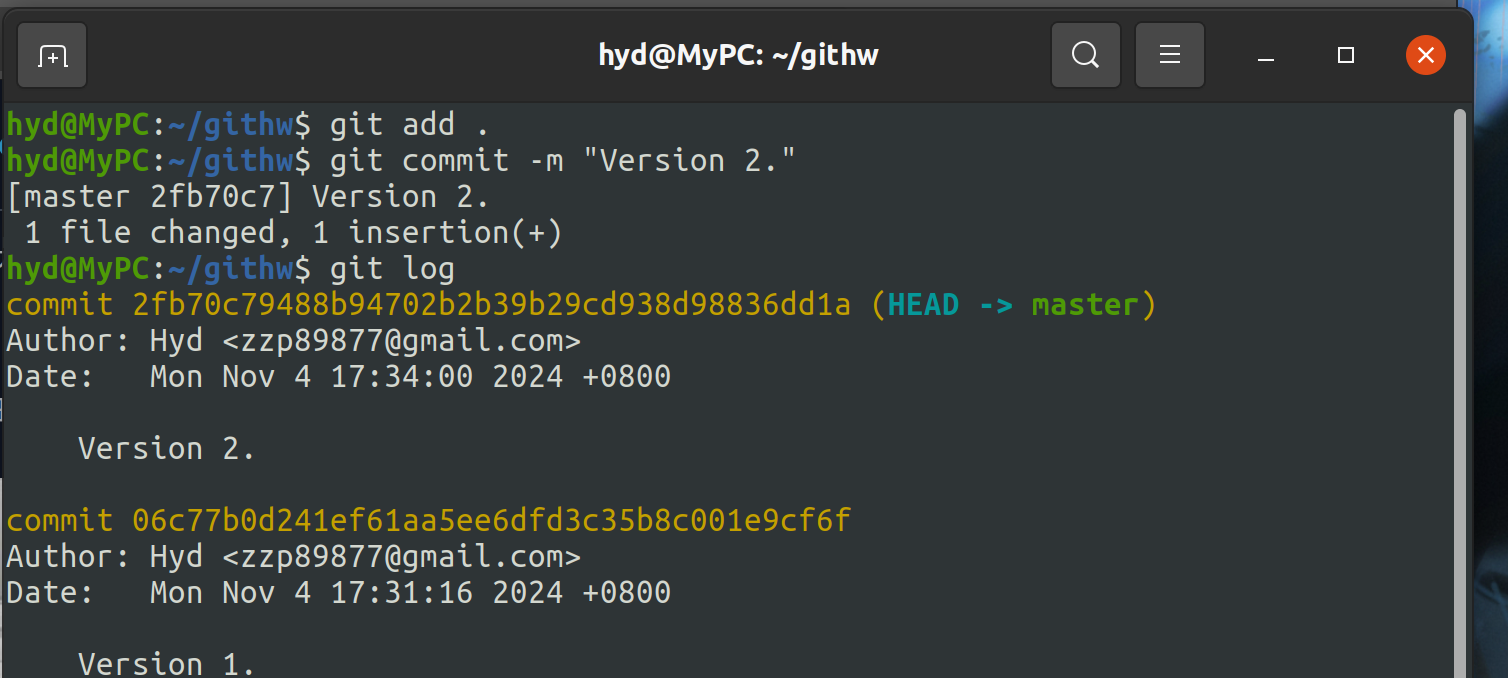 hyd@MyPC: ~/githw
hyd@MyPC:~/githw$ git add .
hyd@MyPC:~/githw$ git commit -m "Version 2."
[master 2fb70c7] Version 2.
 1 file changed, 1 insertion(+)
hyd@MyPC:~/githw$ git log
commit 2fb70c79488b94702b2b39b29cd938d98836dd1a (HEAD -> master)
Author: Hyd <zzp89877@gmail.com>
Date:   Mon Nov 4 17:34:00 2024 +0800
    Version 2.
commit 06c77b0d241ef61aa5ee6dfd3c35b8c001e9cf6f
Author: Hyd <zzp89877@gmail.com>
Date:   Mon Nov 4 17:31:16 2024 +0800
    Version 1.